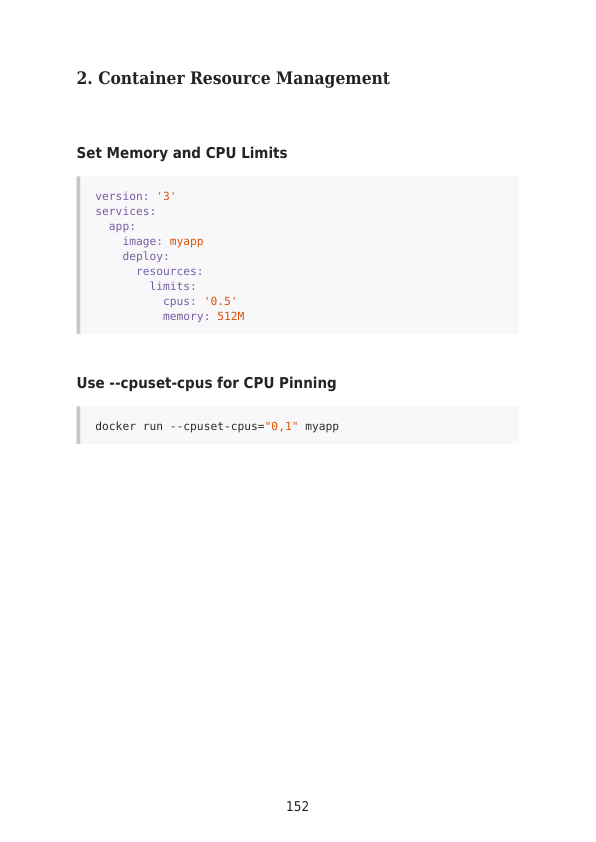 2. Container Resource Management
Set Memory and CPU Limits
version: '3'
services:
  app:
    image: myapp
    deploy:
      resources:
        limits:
          cpus: '0.5'
          memory: 512M
Use --cpuset-cpus for CPU Pinning
docker run --cpuset-cpus="0,1" myapp
152